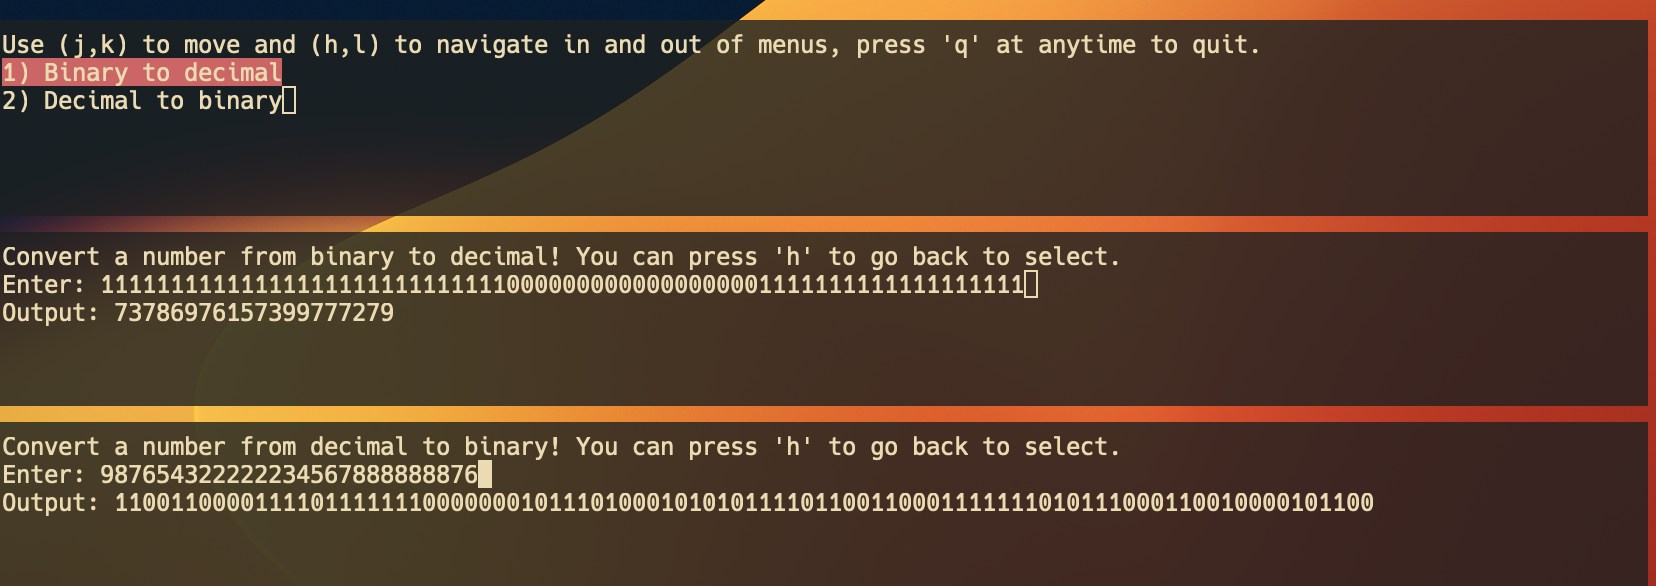 Use (j,k) to move and (h,l) to navigate in and out of menus, press 'q' at anytime to quit.
1) Binary to decimal
2) Decimal to binary
Convert a number from binary to decimal! You can press 'h' to go back to select.
Enter: 111111111111111111111111111110000000000000000001111111111111111111
Output: 73786976157399777279
Convert a number from decimal to binary! You can press 'h' to go back to select.
Enter: 987654322222234567888888876
Output: 110011000011110111111100000001011101000101010111101100110001111111010111000110010000101100